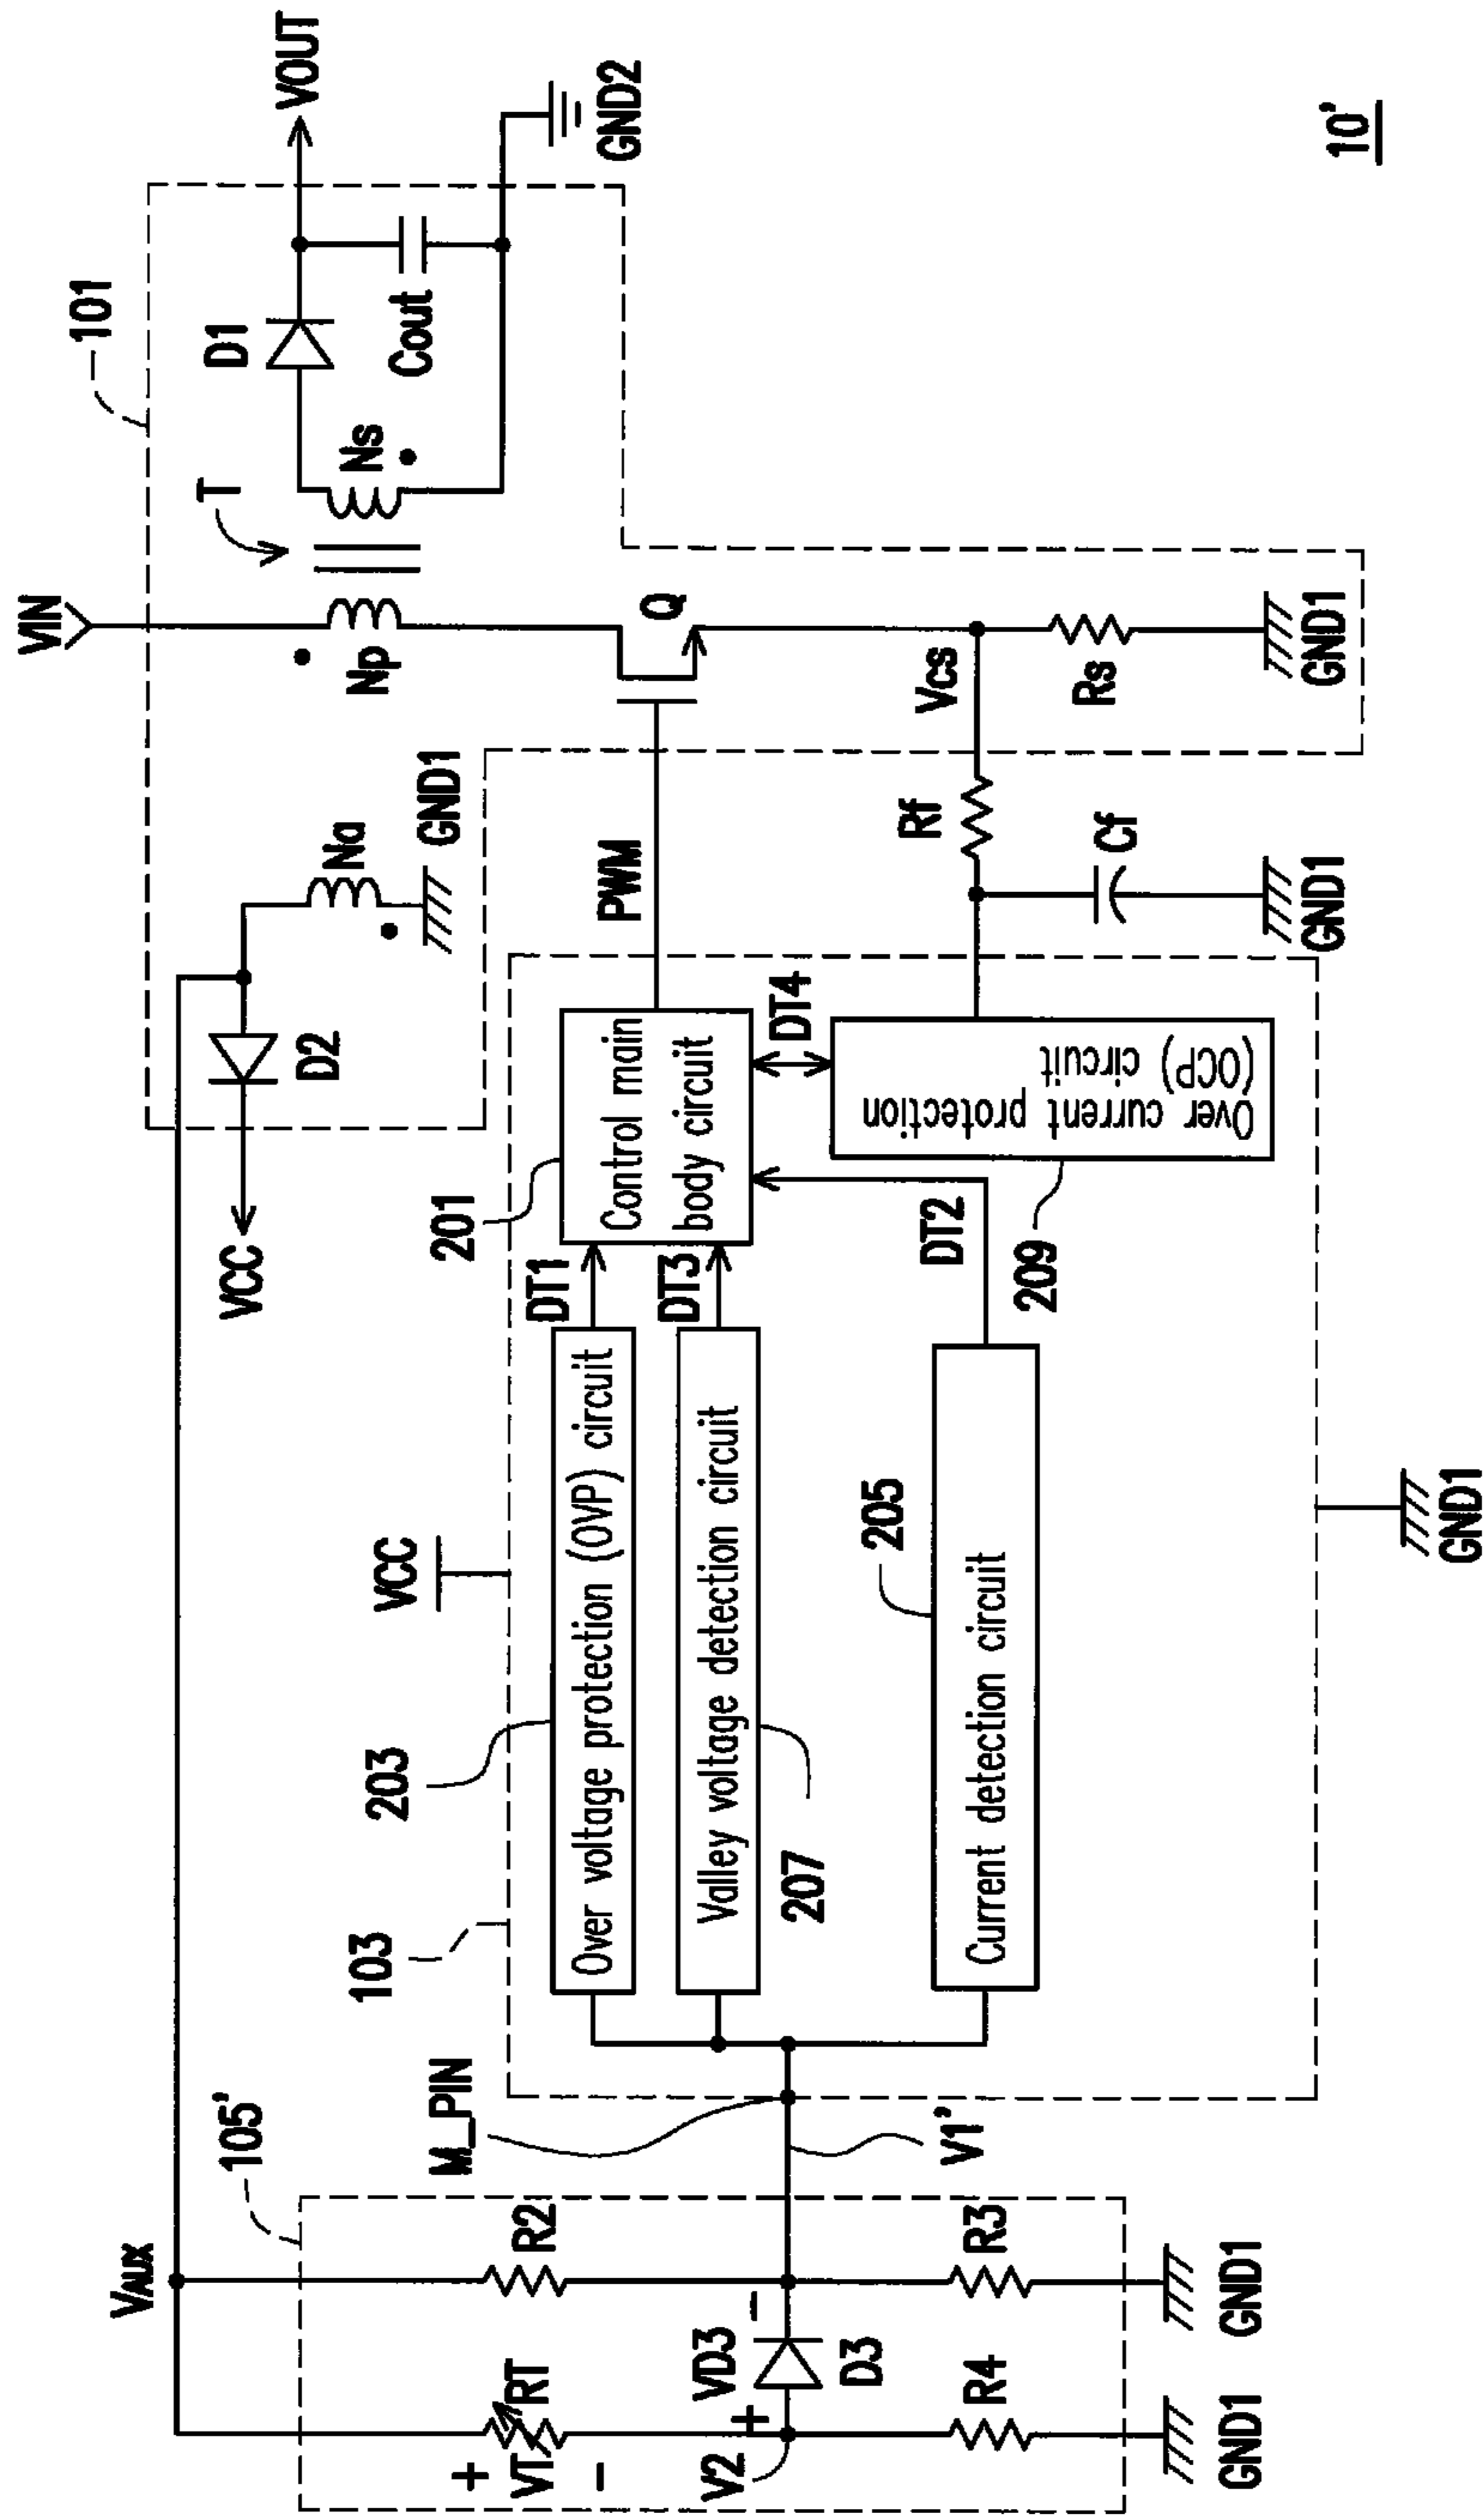 VIN
101
T
VOUT
D1
Ns
Cout
GND2
Np
Q
Na
GND1
D2
VCC
PWM
Vcs
Rs
GND1
Rf
Cf
GND1
VAUX
105'
VCC
103
203
201
Over voltage protection (OVP) circuit
DT1
Control main
body circuit
Valley voltage detection circuit
DT3
207
DT4
Current detection circuit
205
DT2
Over current protection
(OCP) circuit
209
M_PIN
V1'
RT
+
VT
-
R2
V2
+
VD3
-
D3
R4
R3
GND1
GND1
GND1
10'